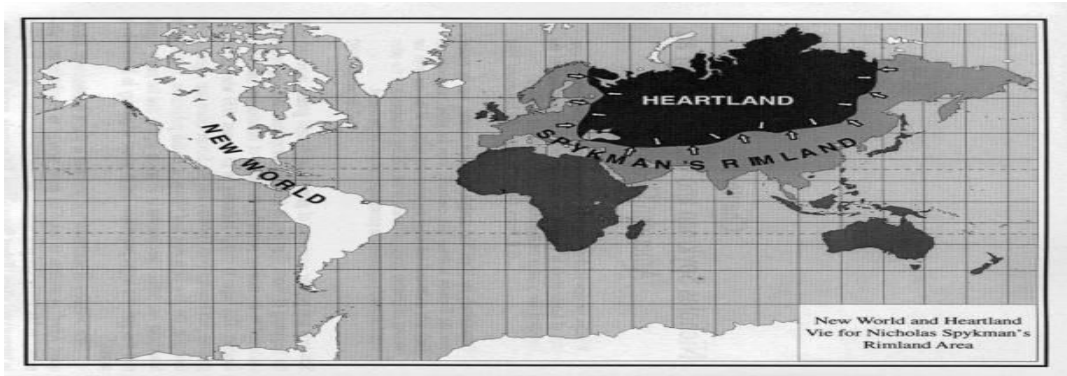 HEARTLAND
NEW WORLD
SPYKMAN'S RIMLAND
New World and Heartland
Vie for Nicholas Spykman's
Rimland Area